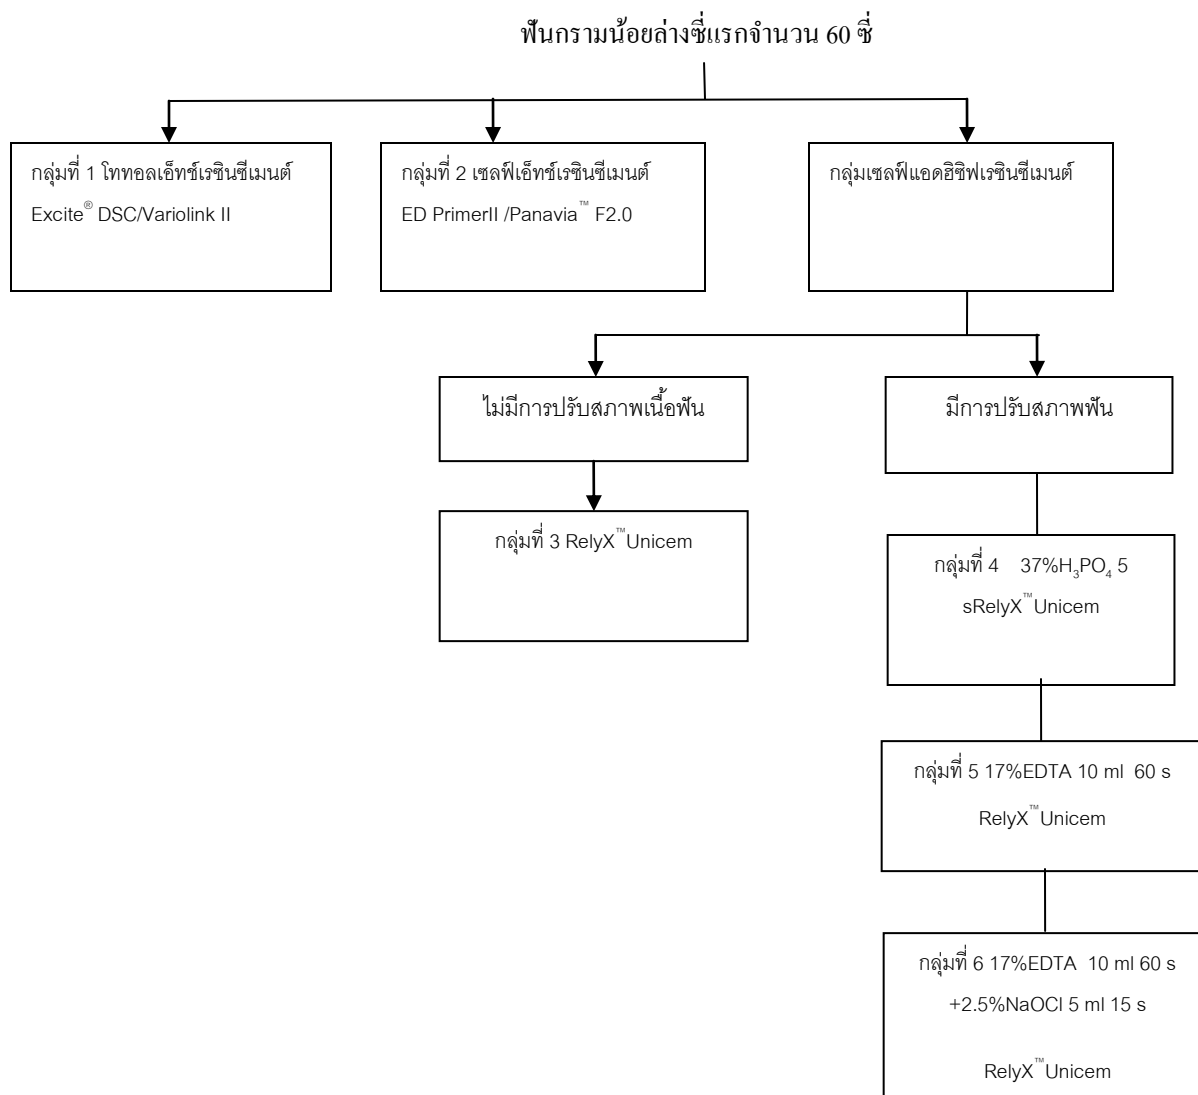 ฟันกรามน้อยล่างซี่แรกจำนวน 60 ซี่
กลุ่มที่ 1 โททอลเอ็ทช์เรซินซีเมนต์
Excite® DSC/Variolink II
กลุ่มที่ 2 เซลฟ์เอ็ทช์เรซินซีเมนต์
ED PrimerII /Panavia™ F2.0
กลุ่มเซลฟ์แอดฮิซิฟเรซินซีเมนต์
ไม่มีการปรับสภาพเนื้อฟัน
มีการปรับสภาพฟัน
กลุ่มที่ 3 RelyX™Unicem
กลุ่มที่ 4 37%H₃PO₄ 5
sRelyX™Unicem
กลุ่มที่ 5 17%EDTA 10 ml 60 s
RelyX™Unicem
กลุ่มที่ 6 17%EDTA 10 ml 60 s
+2.5%NaOCl 5 ml 15 s
RelyX™Unicem